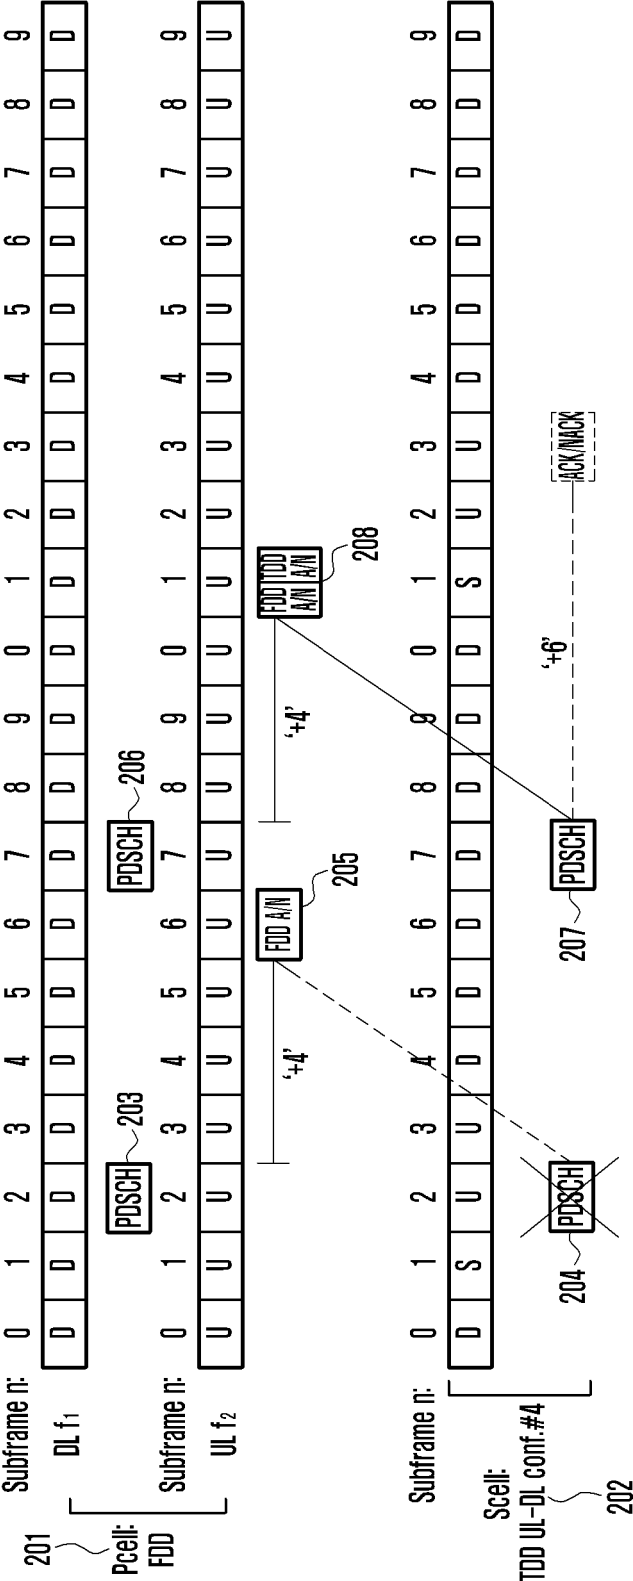 Subframe n: 0 1 2 3 4 5 6 7 8 9 0 1 2 3 4 5 6 7 8 9
DL f1 D D D D D D D D D D D D D D D D D D D D
201
Pcell:
FDD
203 206
PDSCH PDSCH
Subframe n: 0 1 2 3 4 5 6 7 8 9 0 1 2 3 4 5 6 7 8 9
UL f2 U U U U U U U U U U U U U U U U U U U U
FDD A/N
FDD TDD
A/N A/N
'+4' '+4'
205 208
Subframe n: 0 1 2 3 4 5 6 7 8 9 0 1 2 3 4 5 6 7 8 9
D S U U D D D D D D D S U U D D D D D D
Scell:
TDD UL-DL conf.#4
202
'+6'
PDSCH PDSCH ACK/NACK
204 207